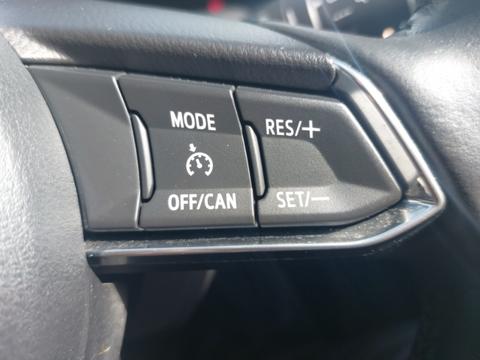 MODE
RES/+
OFF/CAN
SET/−